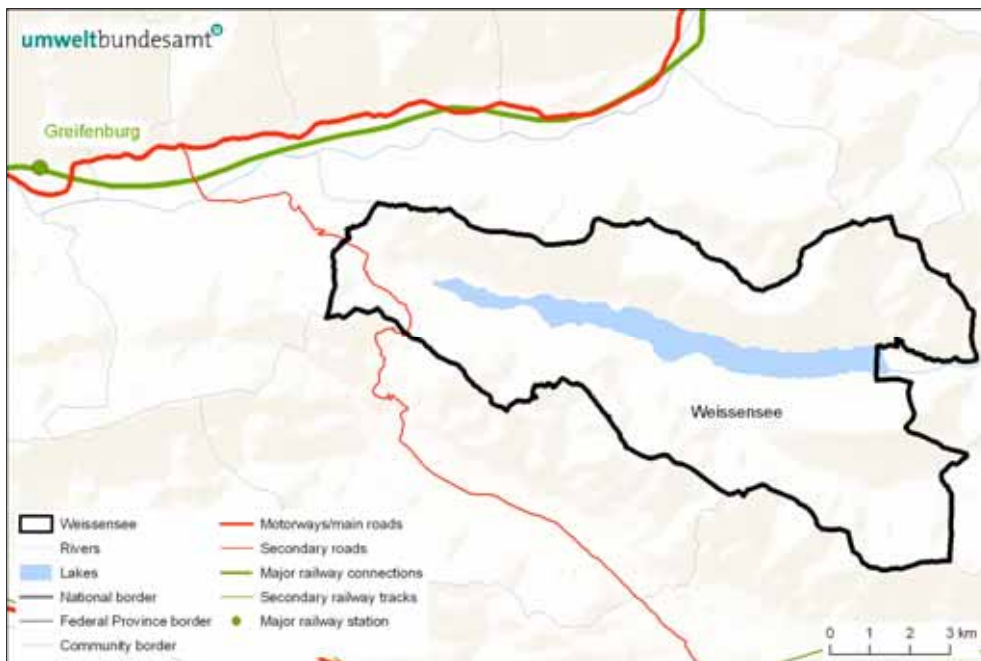 umweltbundesamt
Greifenburg
Weissensee
Weissensee
Rivers
Lakes
National border
Federal Province border
Community border
Motorways/main roads
Secondary roads
Major railway connections
Secondary railway tracks
Major railway station
0 1 2 3 km